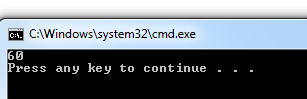 C:\Windows\system32\cmd.exe
60
Press any key to continue . . .